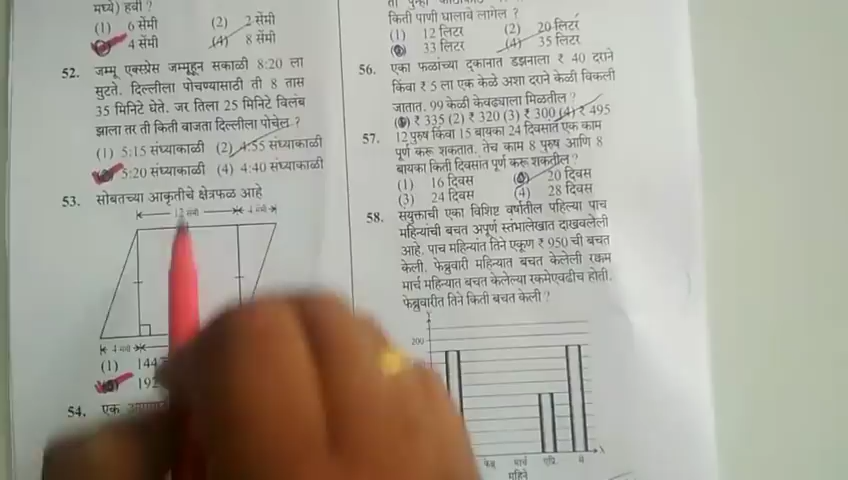 मध्ये) हवी ?
(1) 6 सेंमी (2) 2 सेंमी
4 सेंमी (4) 8 सेंमी
52. जम्मू एक्स्प्रेस जम्मूहून सकाळी 8:20 ला
सुटते. दिल्लीला पोचण्यासाठी ती 8 तास
35 मिनिटे घेते. जर तिला 25 मिनिटे विलंब
झाला तर ती किती वाजता दिल्लीला पोचेल ?
(1) 5:15 संध्याकाळी (2) 4:55 संध्याकाळी
5:20 संध्याकाळी (4) 4:40 संध्याकाळी
53. सोबतच्या आकृतीचे क्षेत्रफळ आहे
12 सेंमी 4 सेंमी
4 सेंमी
(1) 144
192
54. एक
किती पाणी घालावे लागेल ?
(1) 12 लिटर (2) 20 लिटर
33 लिटर (4) 35 लिटर
56. एका फळांच्या दुकानात डझनाला ₹ 40 दराने
किंवा ₹ 5 ला एक केळे अशा दराने केळी विकली
जातात. 99 केळी केवढ्याला मिळतील ?
(1) ₹ 335 (2) ₹ 320 (3) ₹ 300 (4) ₹ 495
57. 12 पुरुष किंवा 15 बायका 24 दिवसांत एक काम
पूर्ण करू शकतात. तेच काम 8 पुरुष आणि 8
बायका किती दिवसांत पूर्ण करू शकतील ?
(1) 16 दिवस 20 दिवस
(3) 24 दिवस (4) 28 दिवस
58. संयुक्ताची एका विशिष्ट वर्षातील पहिल्या पाच
महिन्यांची बचत अपूर्ण स्तंभालेखात दाखवलेली
आहे. पाच महिन्यांत तिने एकूण ₹ 950 ची बचत
केली. फेब्रुवारी महिन्यात बचत केलेली रक्कम
मार्च महिन्यात बचत केलेल्या रकमेएवढीच होती.
फेब्रुवारीत तिने किती बचत केली ?
Y
200
फेब्रु मार्च एप्रि मे X
महिने